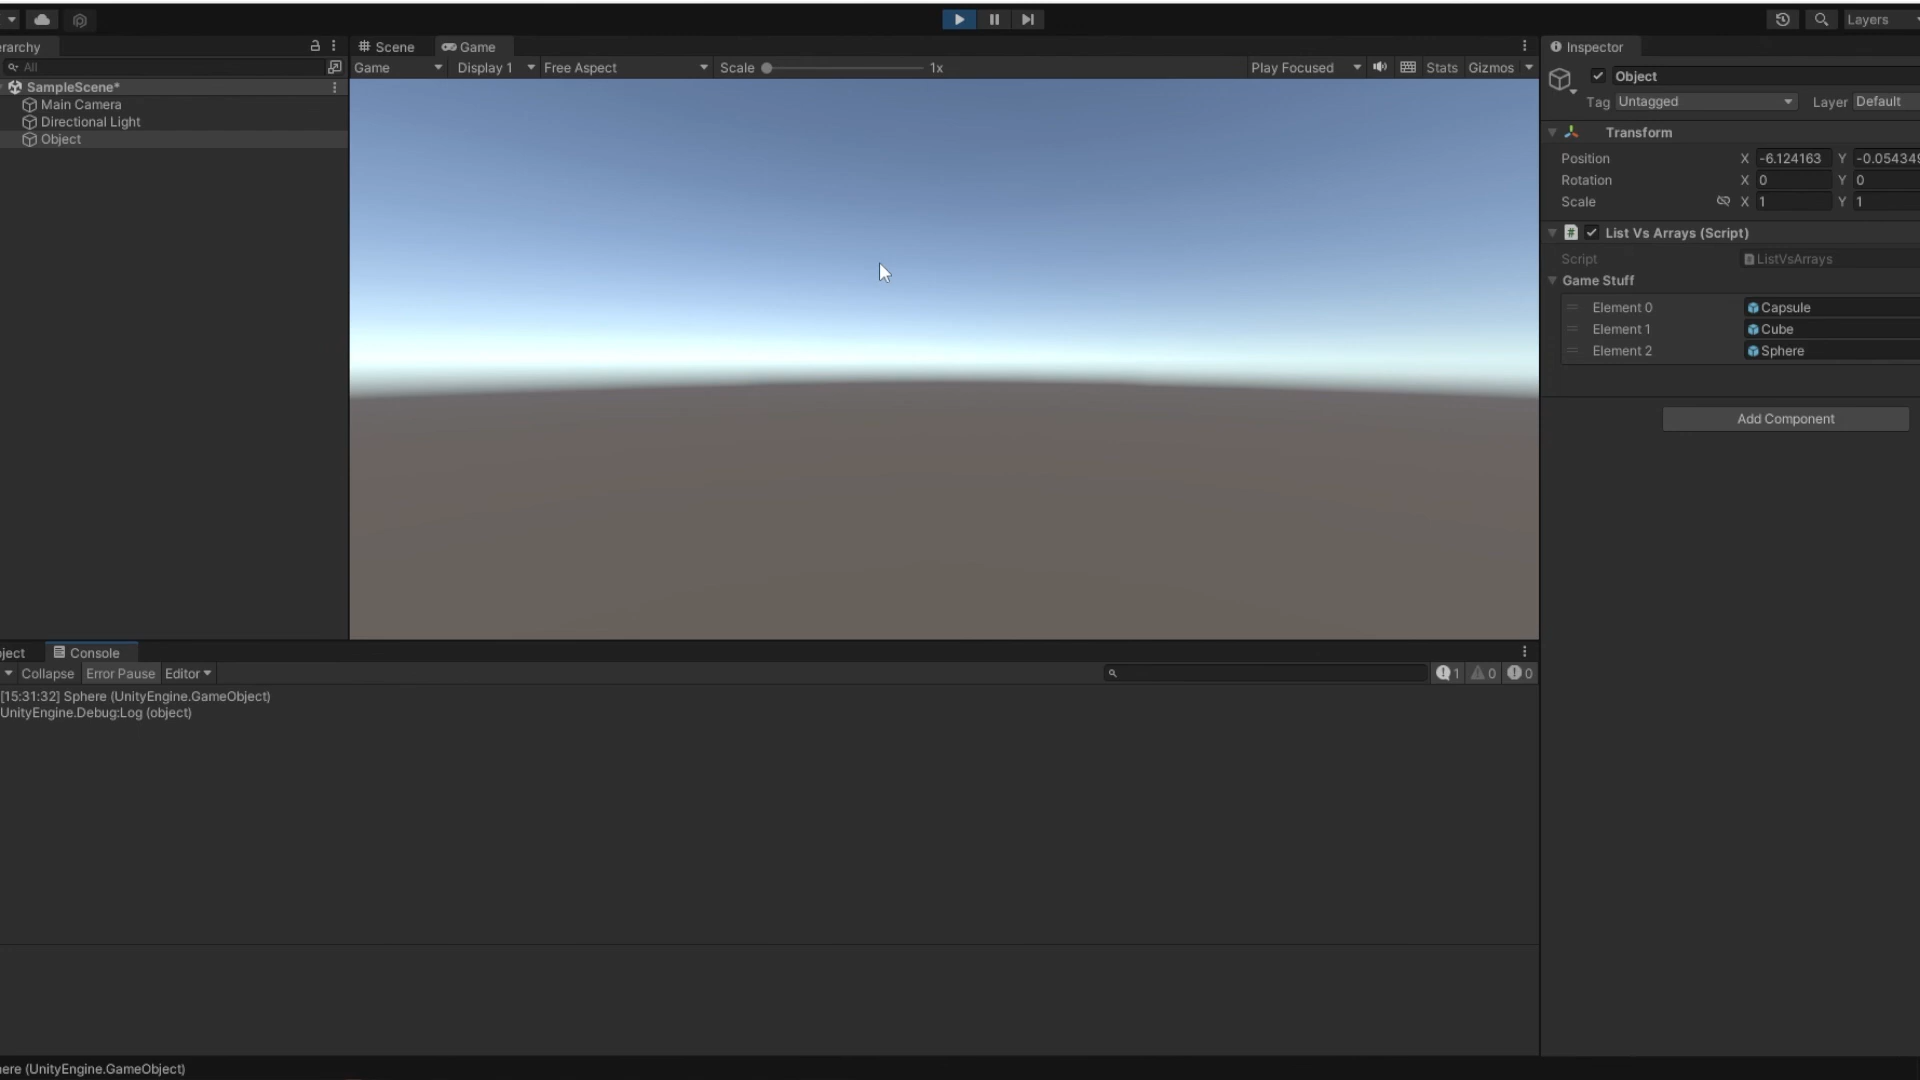 Layers
erarchy
Scene
Game
Inspector
All
Game
Display 1
Free Aspect
Scale
1x
Play Focused
Stats
Gizmos
Object
SampleScene*
Main Camera
Directional Light
Object
Tag Untagged
Layer Default
Transform
Position X -6.124163 Y -0.054349
Rotation X 0 Y 0
Scale X 1 Y 1
List Vs Arrays (Script)
Script ListVsArrays
Game Stuff
Element 0 Capsule
Element 1 Cube
Element 2 Sphere
Add Component
ject
Console
Collapse
Error Pause
Editor
1
0
0
[15:31:32] Sphere (UnityEngine.GameObject)
UnityEngine.Debug:Log (object)
ere (UnityEngine.GameObject)